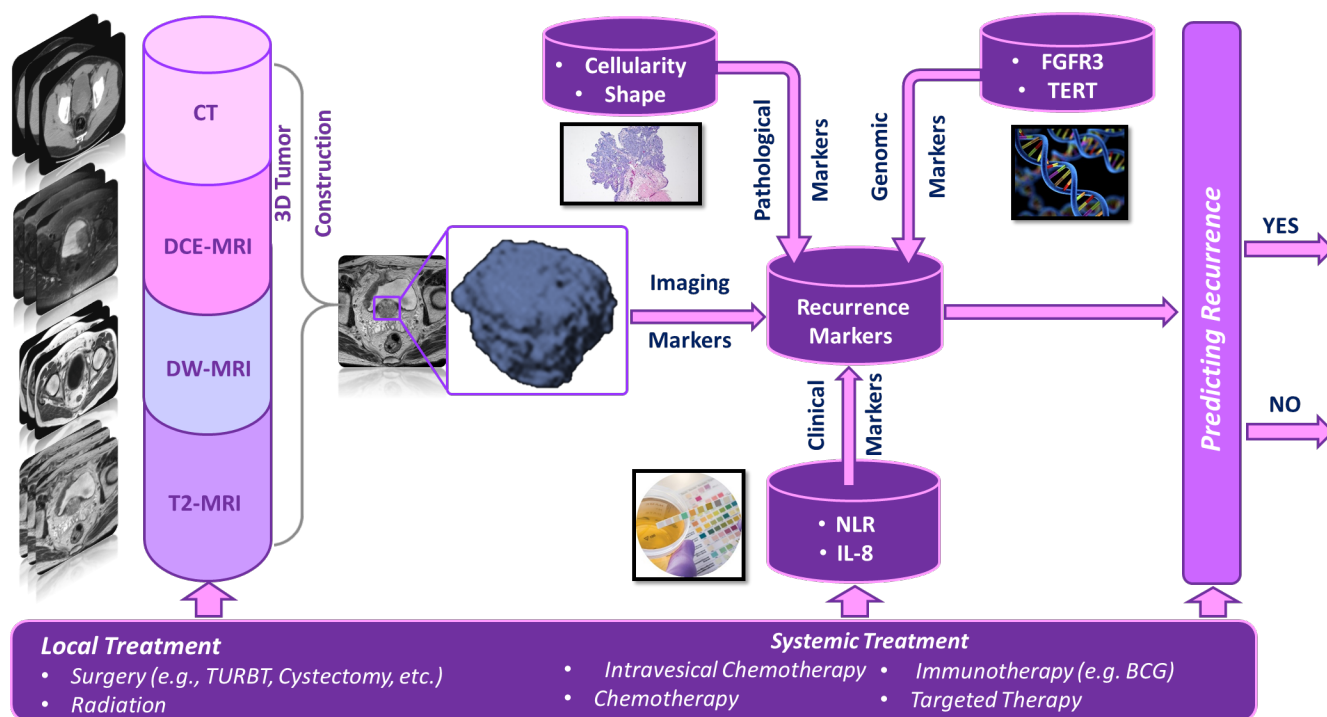 CT
DCE-MRI
DW-MRI
T2-MRI
3D Tumor
Construction
• Cellularity
• Shape
Pathological
Markers
• FGFR3
• TERT
Genomic
Markers
Imaging
Markers
Recurrence
Markers
Clinical
Markers
• NLR
• IL-8
Predicting Recurrence
YES
NO
Local Treatment
• Surgery (e.g., TURBT, Cystectomy, etc.)
• Radiation
Systemic Treatment
• Intravesical Chemotherapy
• Chemotherapy
• Immunotherapy (e.g. BCG)
• Targeted Therapy